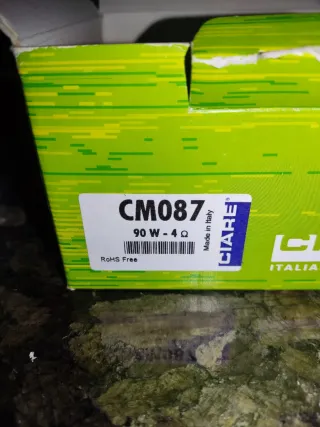 CM087
90 W - 4 Ω
RoHS Free
Made in Italy
CIARE®
ITALIA